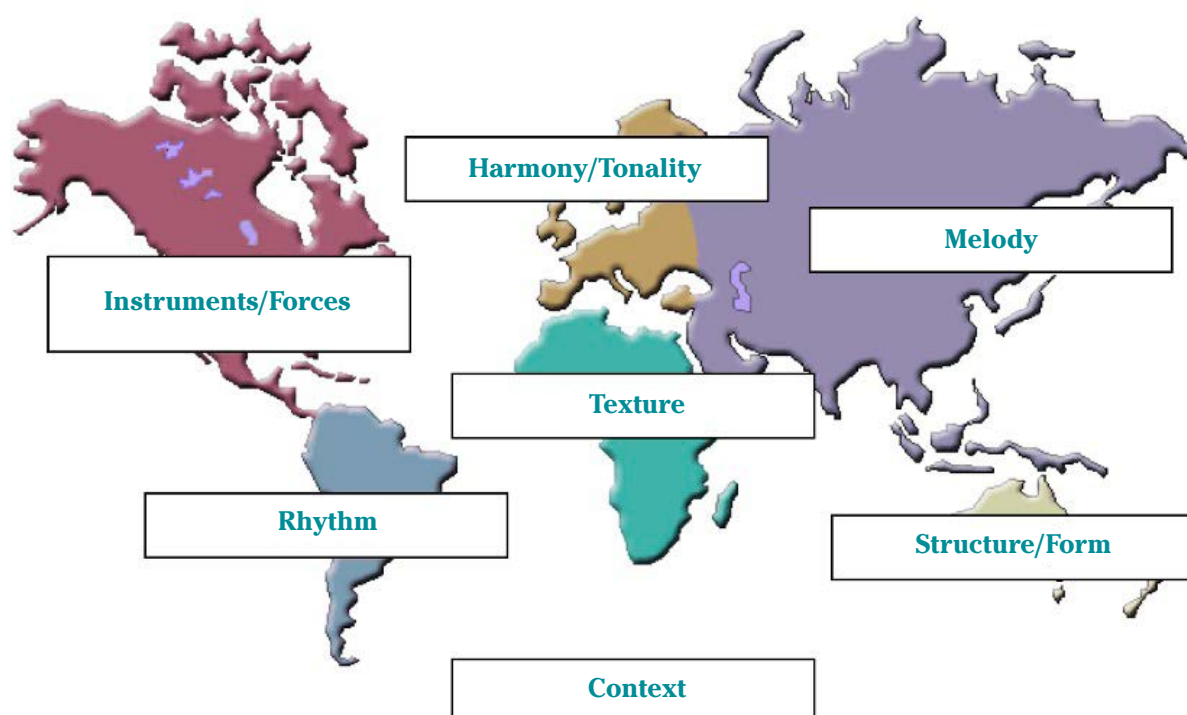 Harmony/Tonality
Melody
Instruments/Forces
Texture
Rhythm
Structure/Form
Context